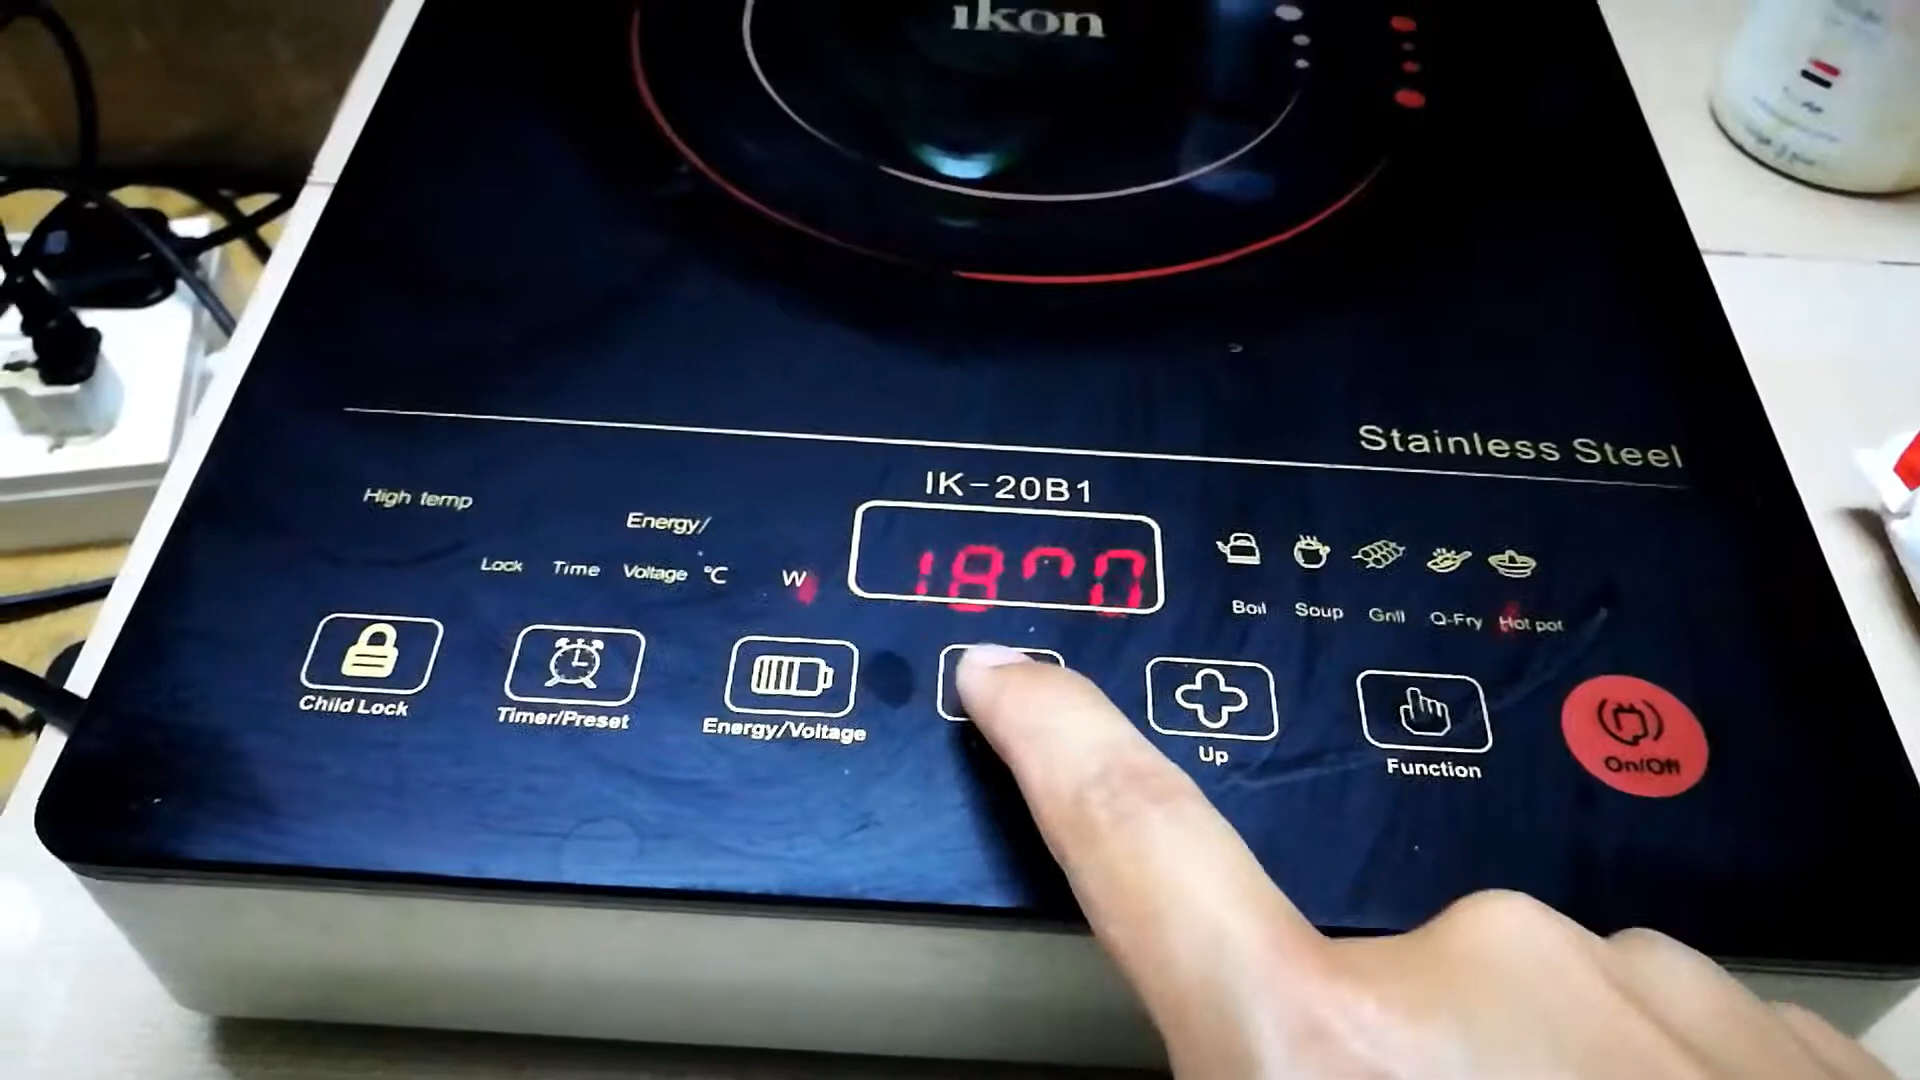 ikon
Stainless Steel
IK-20B1
High temp
Energy/
Lock Time Voltage °C W
Boil Soup Grill Q-Fry Hot pot
Child Lock
Timer/Preset
Energy/Voltage
Up
Function
On/Off